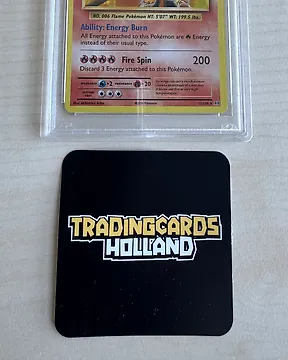 NO. 006 Flame Pokémon HT: 5'07" WT: 199.5 lbs.
Ability: Energy Burn
All Energy attached to this Pokémon are Energy
instead of their usual type.
Fire Spin 200
Discard 3 Energy attached to this Pokémon.
×2 -20
TRADINGCARDS
HOLLAND